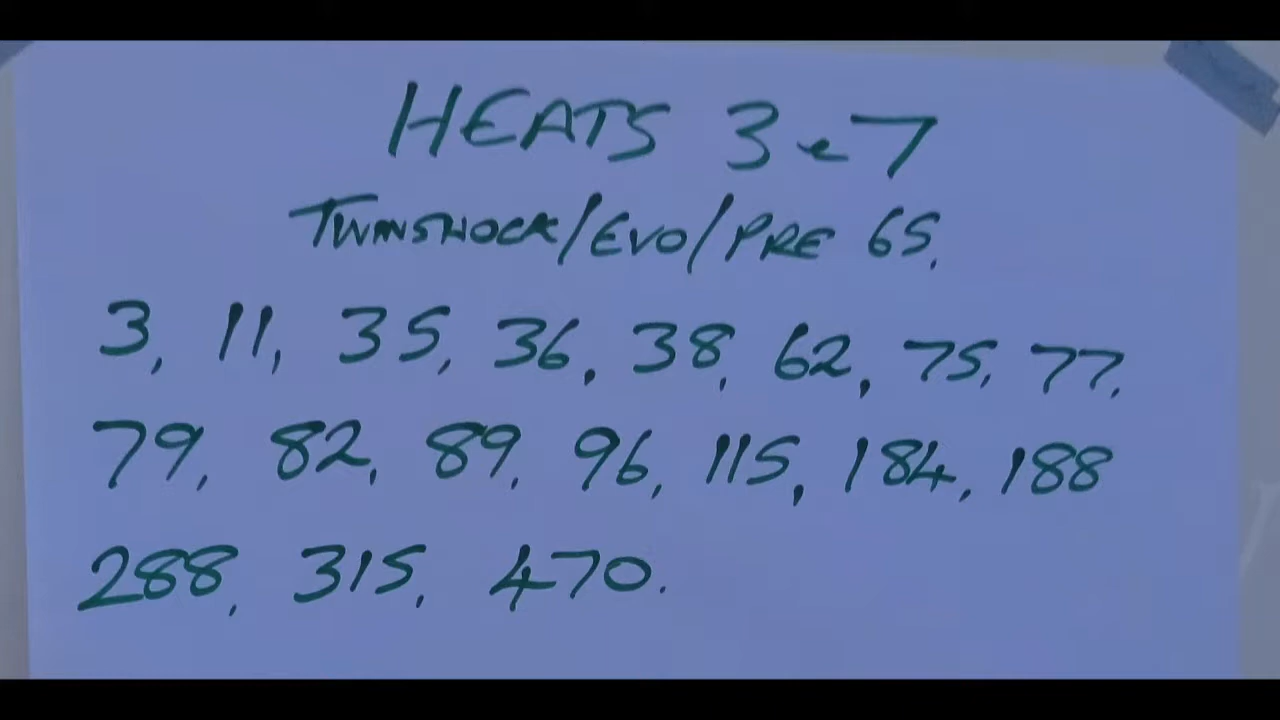 HEATS 3 & 7
TWINSHOCK/EVO/PRE 65.
3, 11, 35, 36, 38, 62, 75, 77,
79, 82, 89, 96, 115, 184, 188
288, 315, 470.